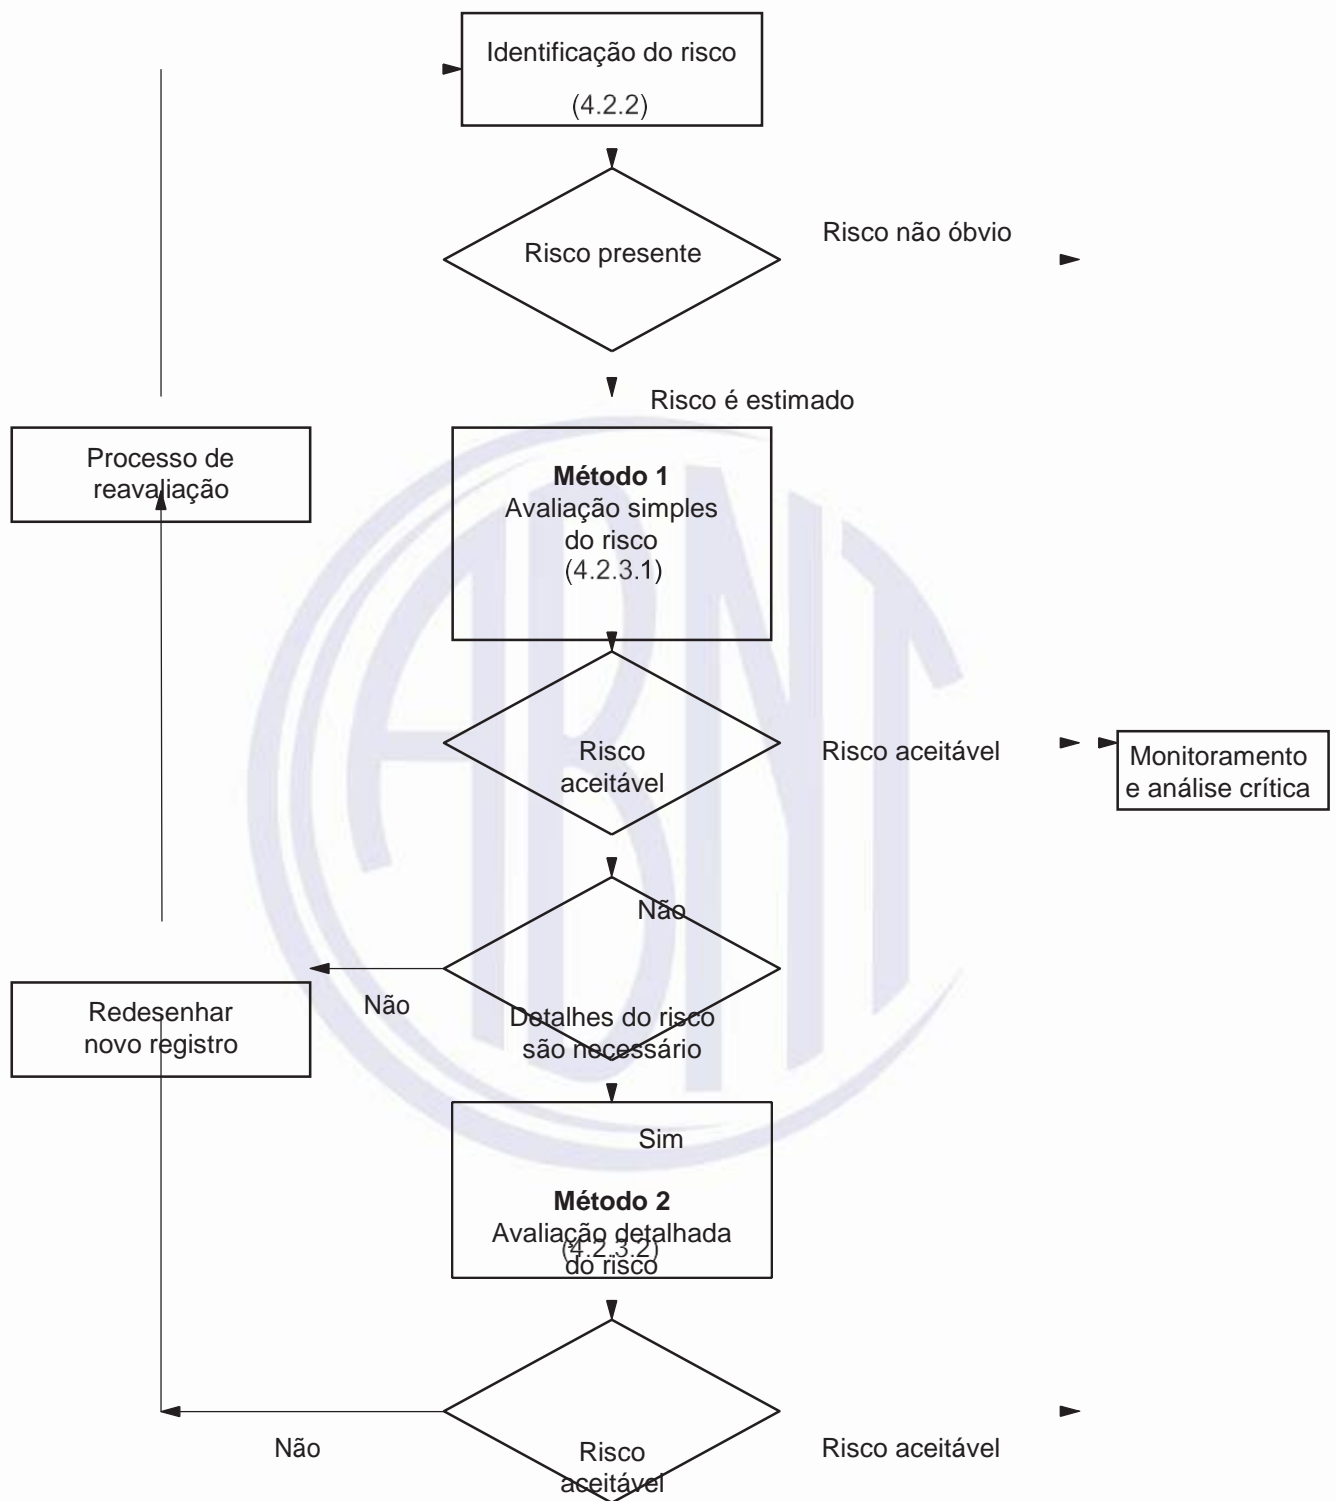 Identificação do risco
(4.2.2)
Risco presente
Risco não óbvio
Risco é estimado
Processo de
reavaliação
Método 1
Avaliação simples
do risco
(4.2.3.1)
Risco
aceitável
Risco aceitável
Monitoramento
e análise crítica
Não
Não
Detalhes do risco
são necessário
Redesenhar
novo registro
Sim
Método 2
Avaliação detalhada
(4.2.3.2)
do risco
Não
Risco
aceitável
Risco aceitável
ABNT